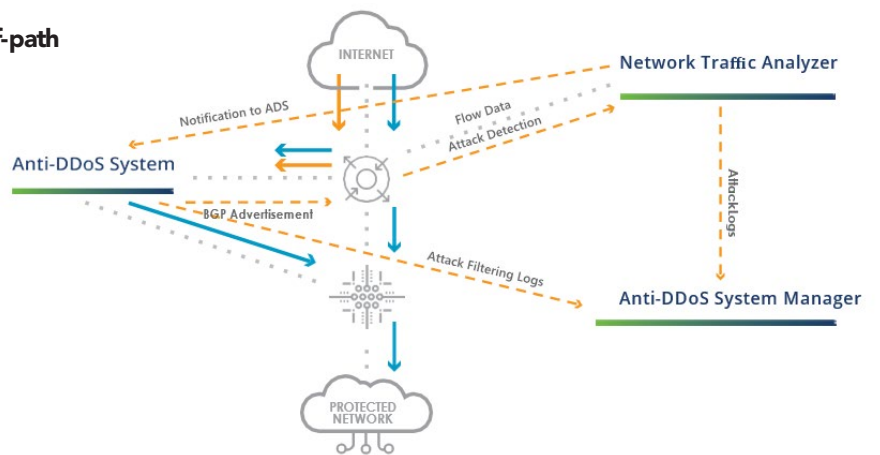 -path
INTERNET
Network Traffic Analyzer
Notification to ADS
Flow Data
Attack Detection
Anti-DDoS System
BGP Advertisement
AttackLogs
Attack Filtering Logs
Anti-DDoS System Manager
PROTECTED
NETWORK